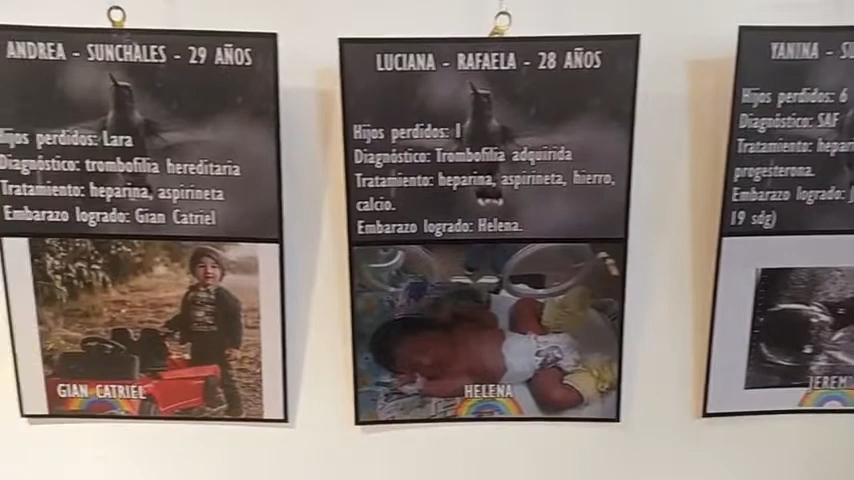 ANDREA - SUNCHALES - 29 AÑOS
Hijos perdidos: Lara
Diagnóstico: trombofilia hereditaria
Tratamiento: heparina, aspirineta
Embarazo logrado: Gian Catriel
GIAN CATRIEL
LUCIANA - RAFAELA - 28 AÑOS
Hijos perdidos: 1
Diagnóstico: Trombofilia adquirida
Tratamiento: heparina, aspirineta, hierro,
calcio.
Embarazo logrado: Helena.
HELENA
YANINA -
Hijos perdidos: 6
Diagnóstico: SAF
Tratamiento:
progesterona.
Embarazo logrado:
19 sdg)